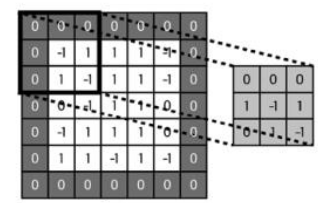 0 0 0 0 0 0 0
0 -1 1 1 1 -1 0
0 1 -1 1 1 -1 0
0 0 -1 1 1 0 0
0 -1 1 1 1 0 0
0 1 1 -1 1 -1 0
0 0 0 0 0 0 0
0 0 0
1 -1 1
0 1 -1